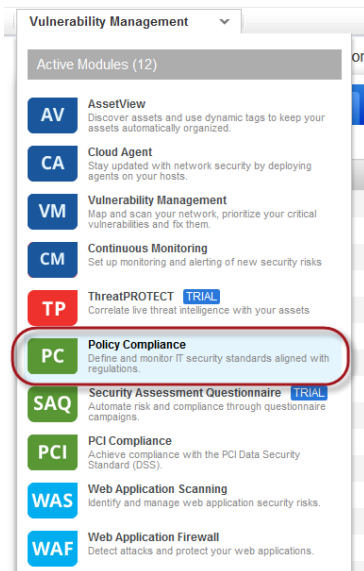 Vulnerability Management
Active Modules (12)
AV
AssetView
Discover assets and use dynamic tags to keep your
assets automatically organized.
CA
Cloud Agent
Stay updated with network security by deploying
agents on your hosts.
VM
Vulnerability Management
Map and scan your network, prioritize your critical
vulnerabilities and fix them.
CM
Continuous Monitoring
Set up monitoring and alerting of new security risks
TP
ThreatPROTECT TRIAL
Correlate live threat intelligence with your assets
PC
Policy Compliance
Define and monitor IT security standards aligned with
regulations.
SAQ
Security Assessment Questionnaire TRIAL
Automate risk and compliance through questionnaire
campaigns.
PCI
PCI Compliance
Achieve compliance with the PCI Data Security
Standard (DSS).
WAS
Web Application Scanning
Identify and manage web application security risks.
WAF
Web Application Firewall
Detect attacks and protect your web applications.